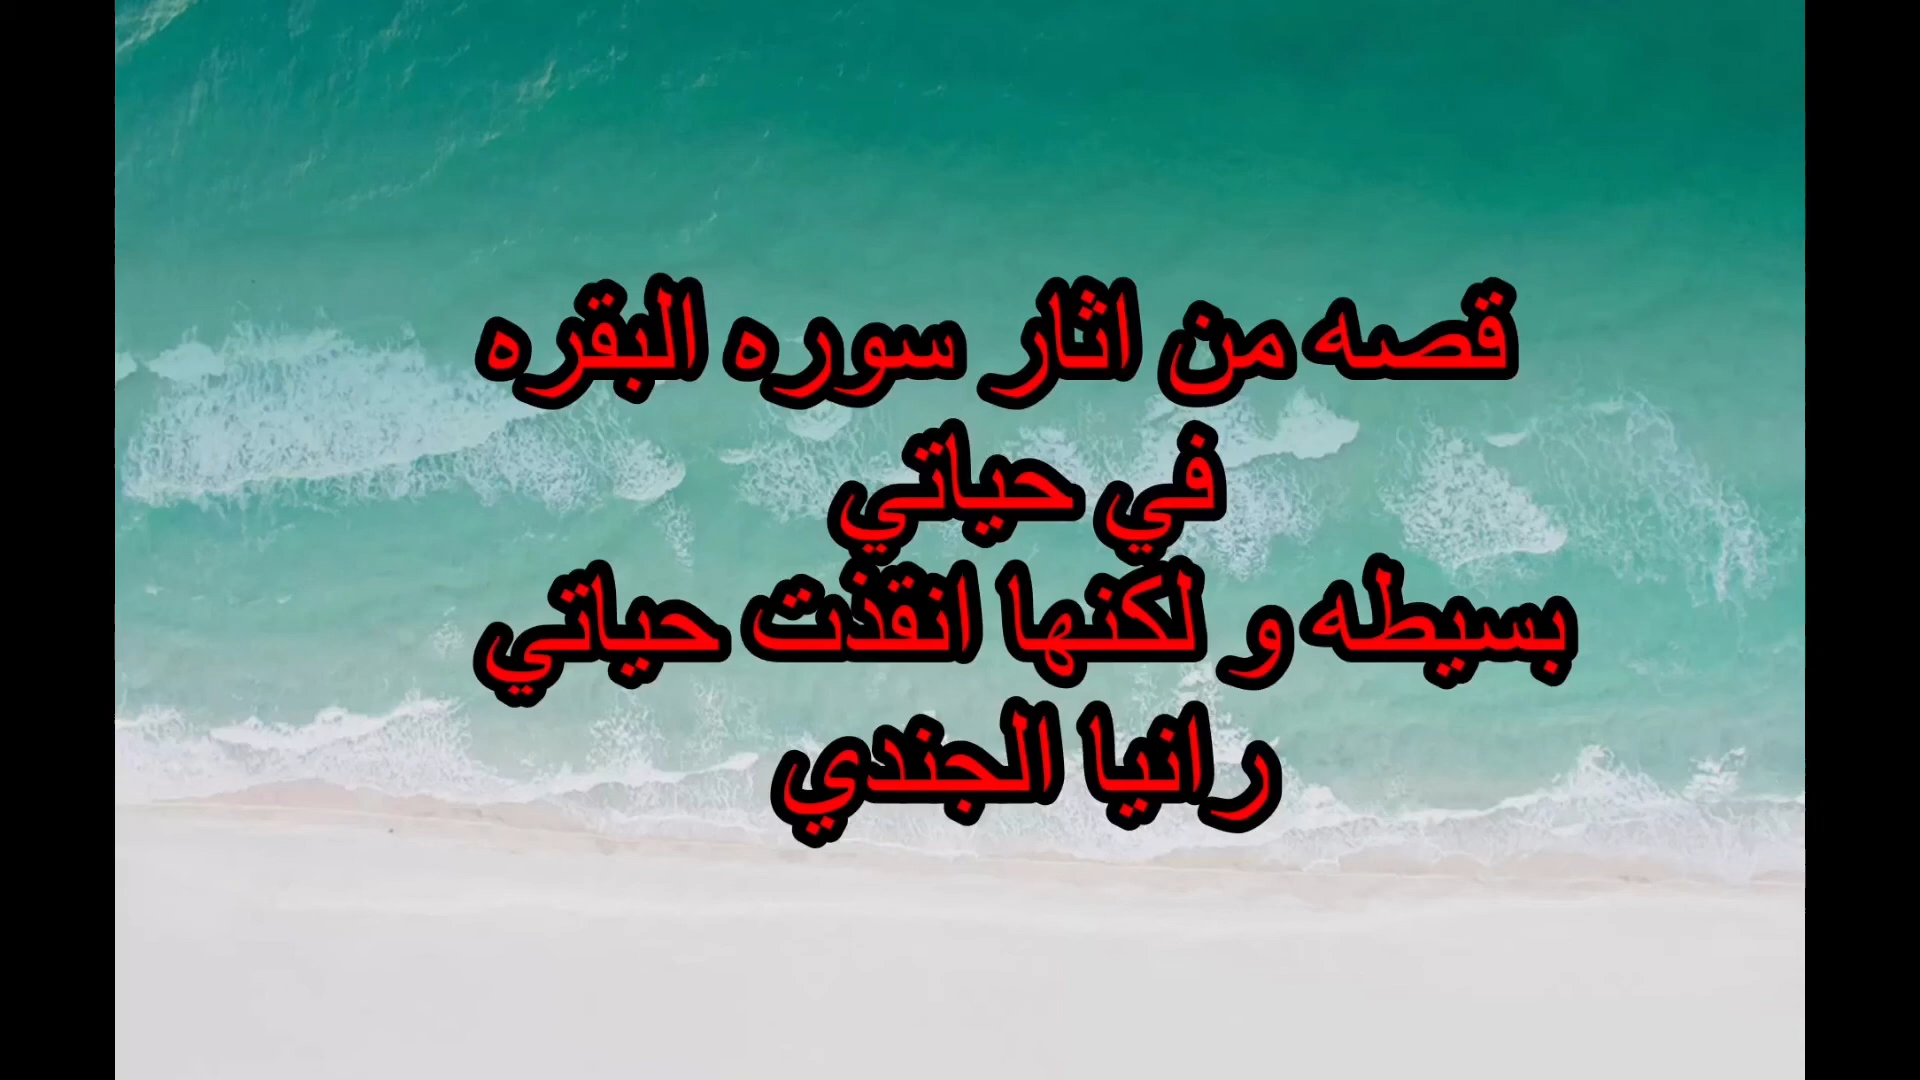 قصه من اثار سوره البقره
في حياتي
بسيطه و لكنها انقذت حياتي
رانيا الجندي